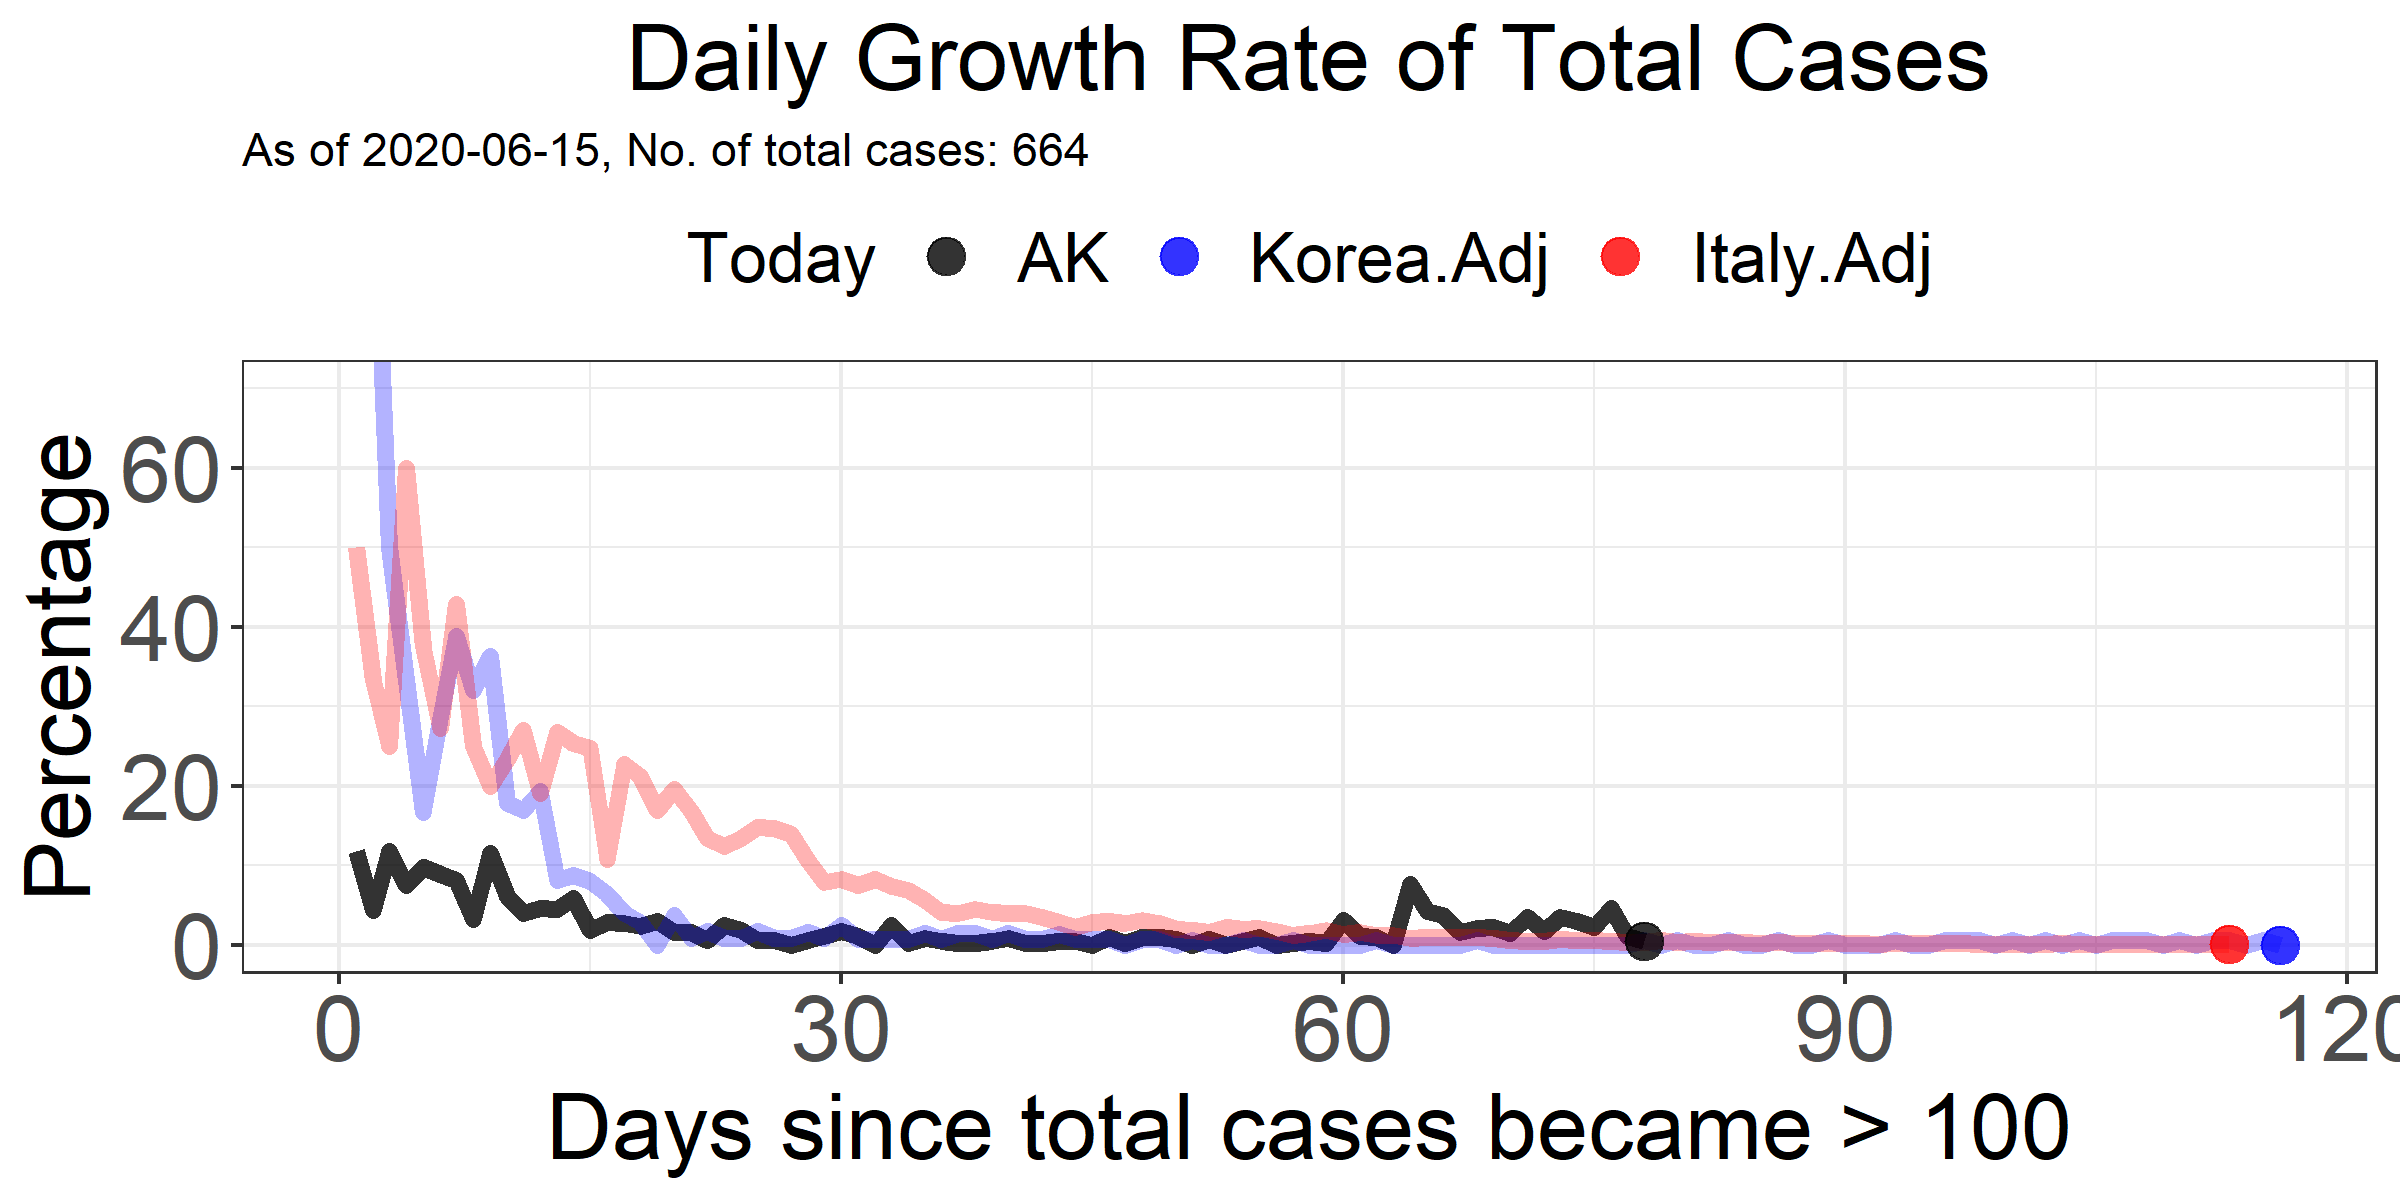 Daily Growth Rate of Total Cases
As of 2020-06-15, No. of total cases: 664
Today AK Korea.Adj Italy.Adj
Percentage
60
40
20
0
0 30 60 90 120
Days since total cases became > 100